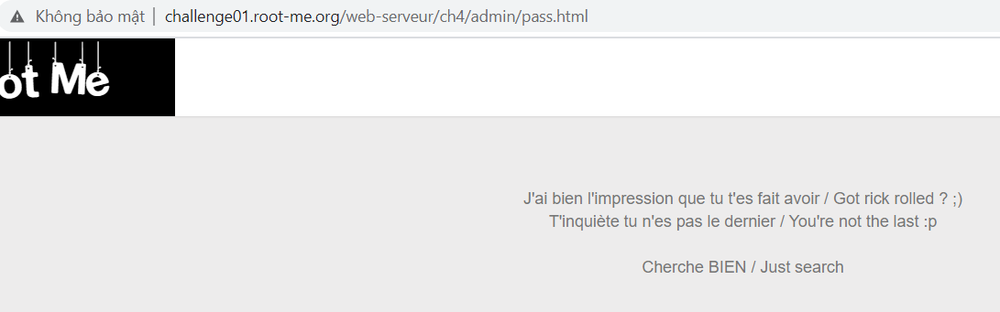 Không bảo mật | challenge01.root-me.org/web-serveur/ch4/admin/pass.html
ot Me
J'ai bien l'impression que tu t'es fait avoir / Got rick rolled ? ;)
T'inquiète tu n'es pas le dernier / You're not the last :p
Cherche BIEN / Just search